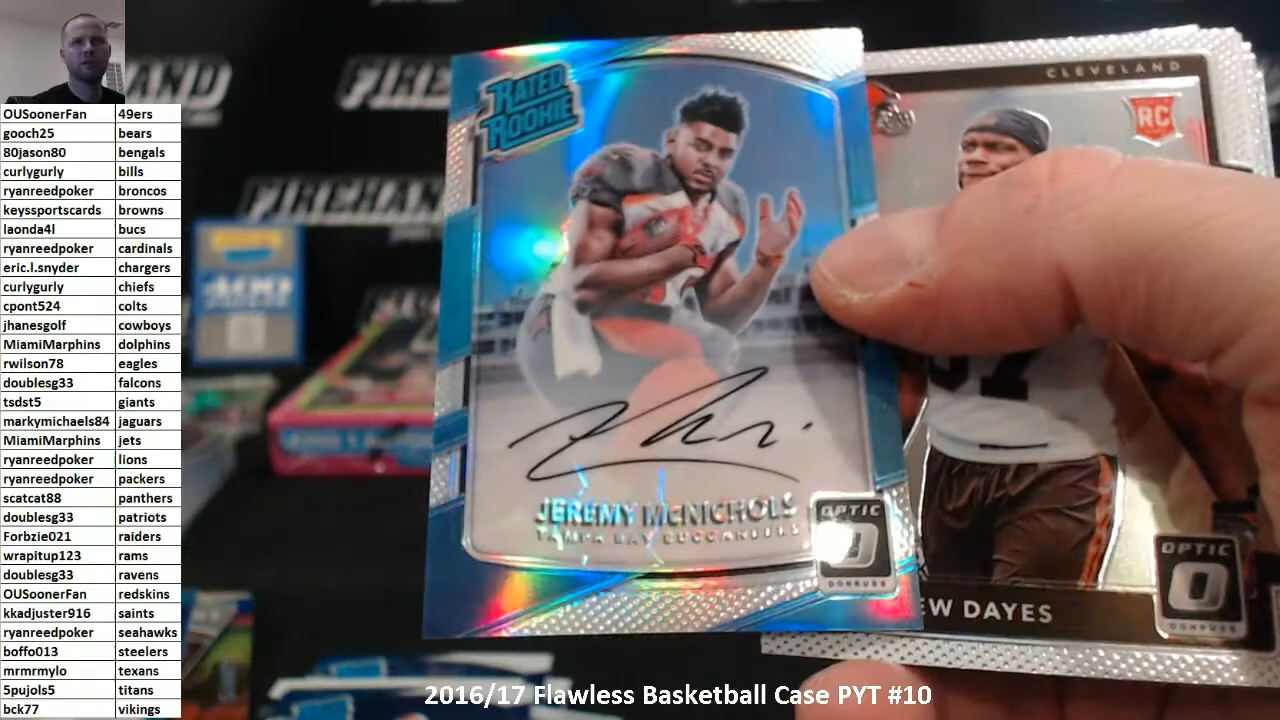 OUSoonerFan 49ers
gooch25 bears
80jason80 bengals
curlygurly bills
ryanreedpoker broncos
keyssportscards browns
laonda4l bucs
ryanreedpoker cardinals
eric.l.snyder chargers
curlygurly chiefs
cpont524 colts
jhanesgolf cowboys
MiamiMarphins dolphins
rwilson78 eagles
doublesg33 falcons
tsdst5 giants
markymichaels84 jaguars
MiamiMarphins jets
ryanreedpoker lions
ryanreedpoker packers
scatcat88 panthers
doublesg33 patriots
Forbzie021 raiders
wrapitup123 rams
doublesg33 ravens
OUSoonerFan redskins
kkadjuster916 saints
ryanreedpoker seahawks
boffo013 steelers
mrmrmylo texans
5pujols5 titans
bck77 vikings
FIREHAND
RATED
ROOKIE
JEREMY MCNICHOLS
TAMPA BAY BUCCANEERS
OPTIC
DONRUSS
CLEVELAND
RC
EW DAYES
OPTIC
DONRUSS
2016/17 Flawless Basketball Case PYT #10